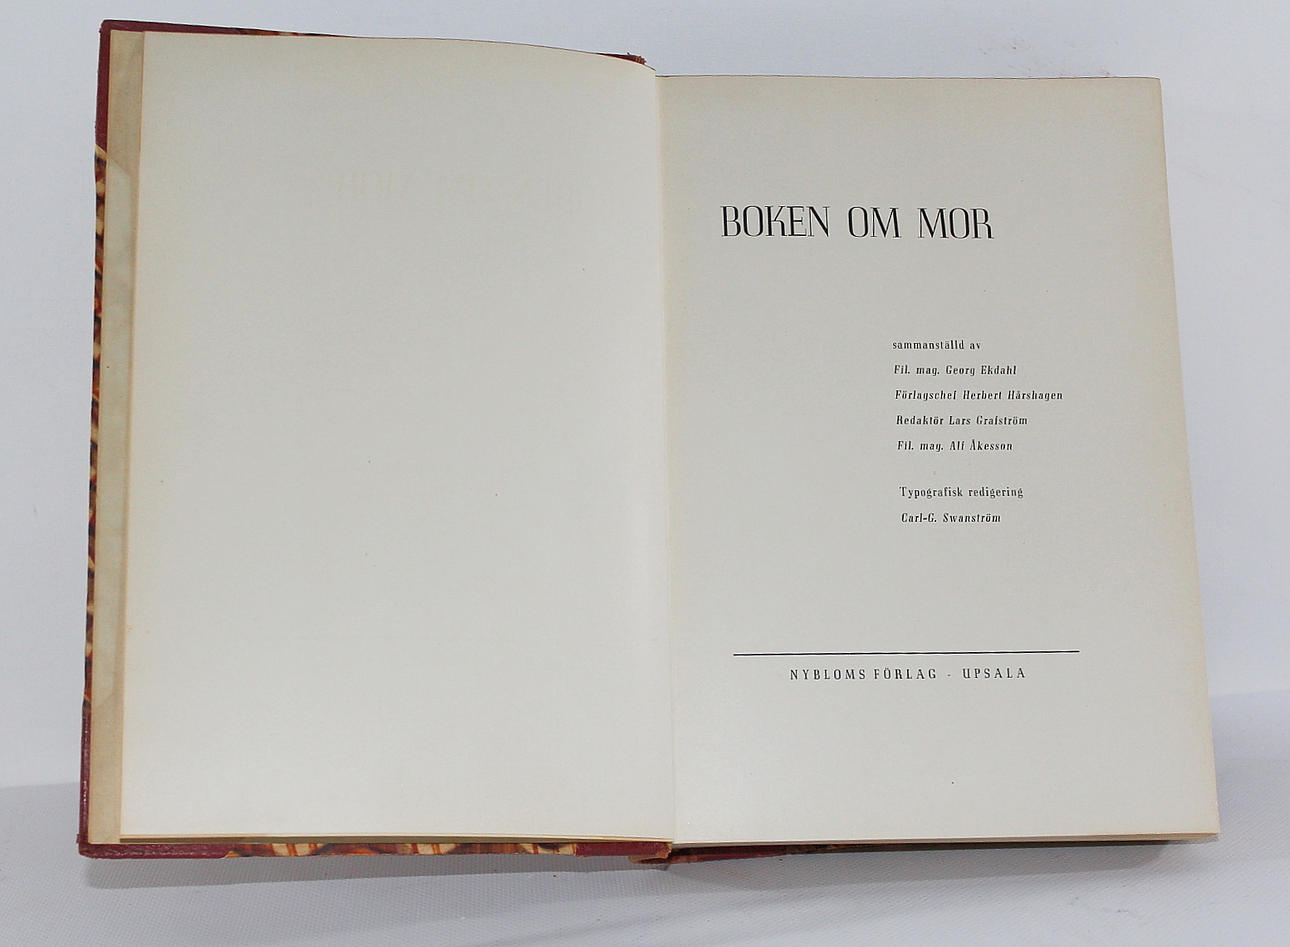 BOKEN OM MOR
sammanställd av
Fil. mag. Georg Ekdahl
Förlagschef Herbert Hårshagen
Redaktör Lars Grafström
Fil. mag. Alf Åkesson
Typografisk redigering
Carl-G. Swanström
NYBLOMS FÖRLAG - UPSALA